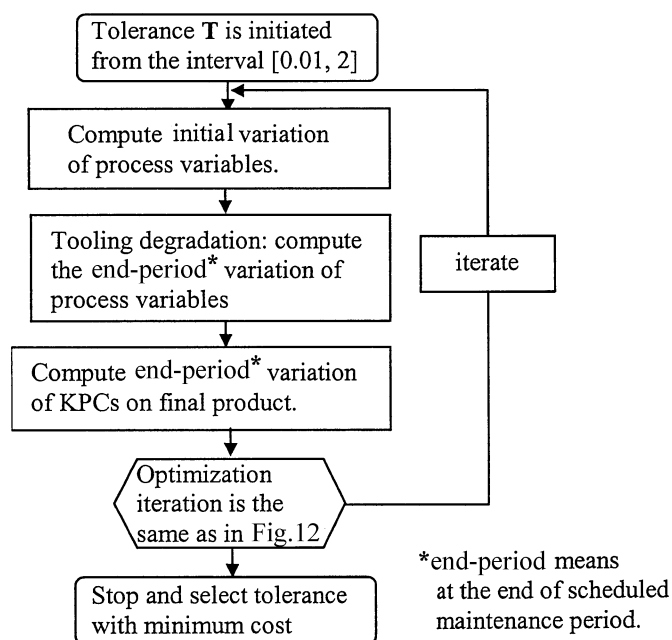 Tolerance T is initiated
from the interval [0.01, 2]
Compute initial variation
of process variables.
Tooling degradation: compute
the end-period* variation of
process variables
iterate
Compute end-period* variation
of KPCs on final product.
Optimization
iteration is the
same as in Fig.12
*end-period means
at the end of scheduled
maintenance period.
Stop and select tolerance
with minimum cost